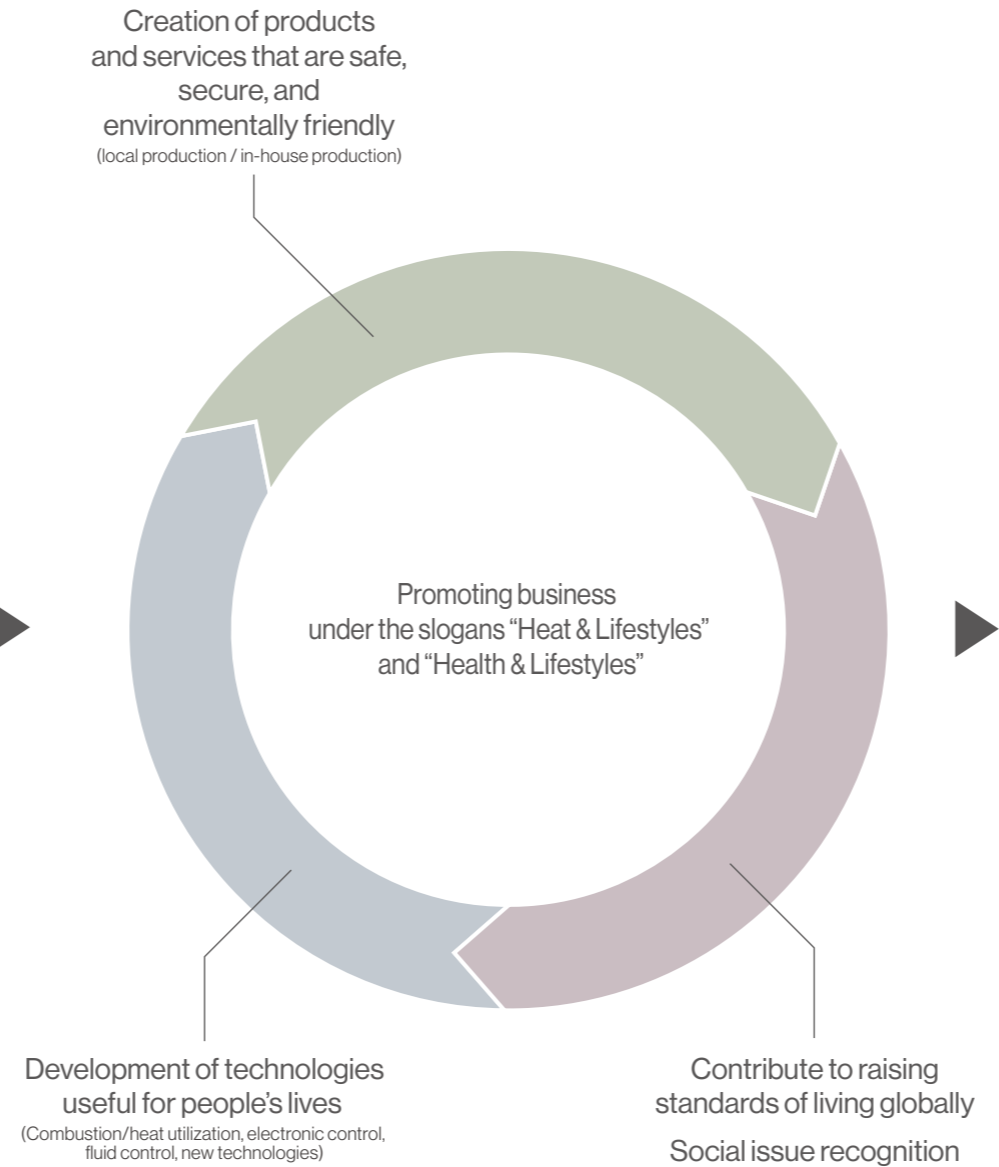 Creation of products
and services that are safe,
secure, and
environmentally friendly
(local production / in-house production)
Promoting business
under the slogans “Heat & Lifestyles”
and “Health & Lifestyles”
Development of technologies
useful for people’s lives
(Combustion/heat utilization, electronic control,
fluid control, new technologies)
Contribute to raising
standards of living globally
Social issue recognition